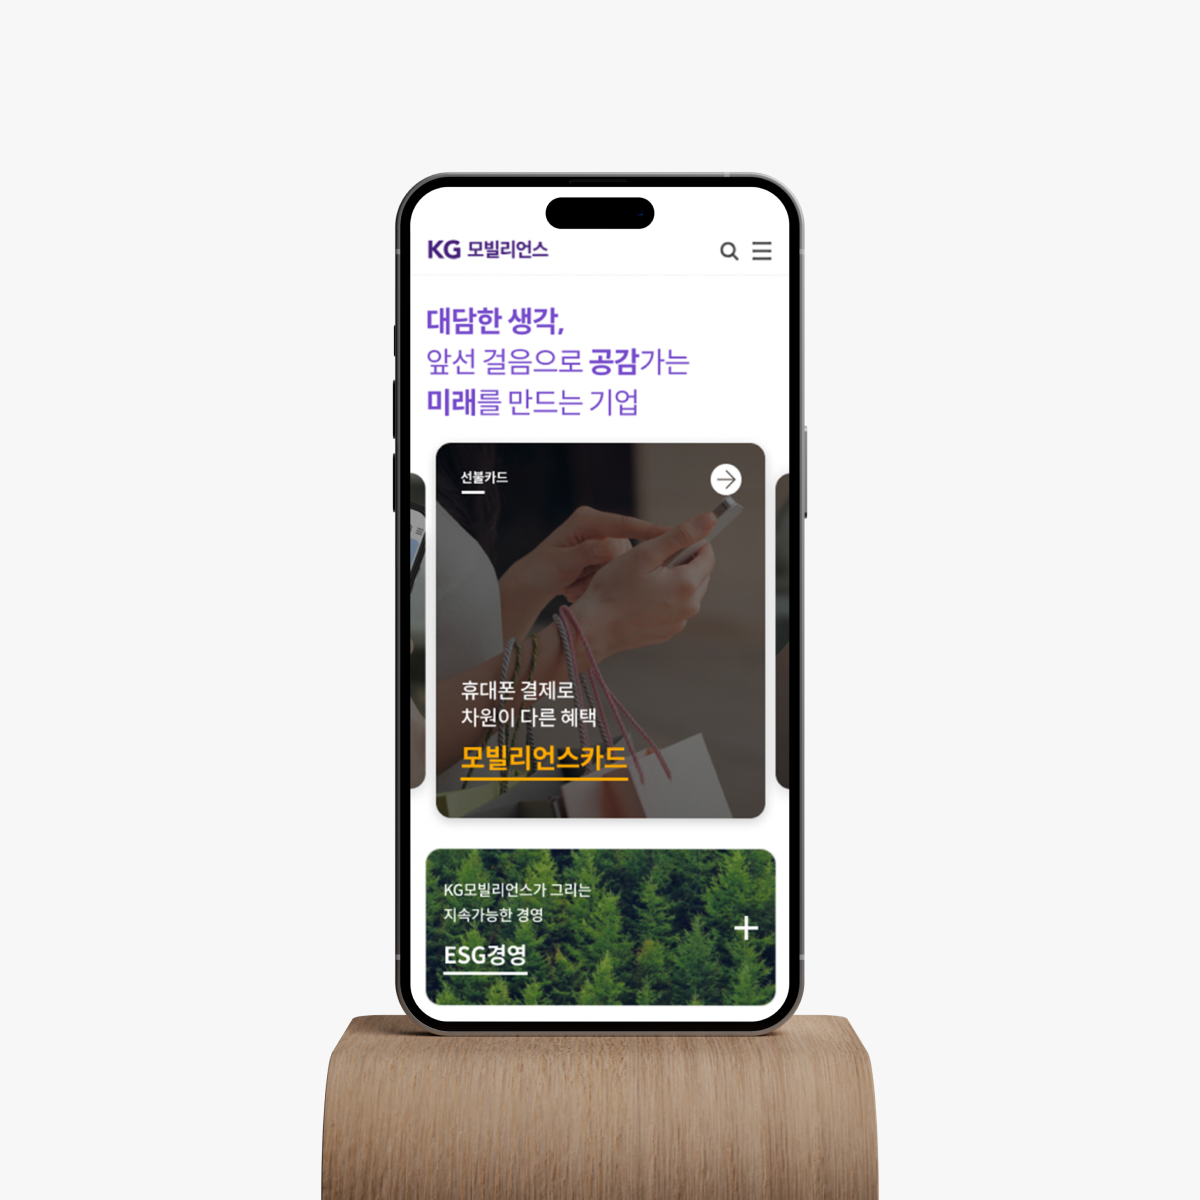 KG 모빌리언스
대담한 생각,
앞선 걸음으로 공감가는
미래를 만드는 기업
선불카드
휴대폰 결제로
차원이 다른 혜택
모빌리언스카드
KG모빌리언스가 그리는
지속가능한 경영
ESG경영